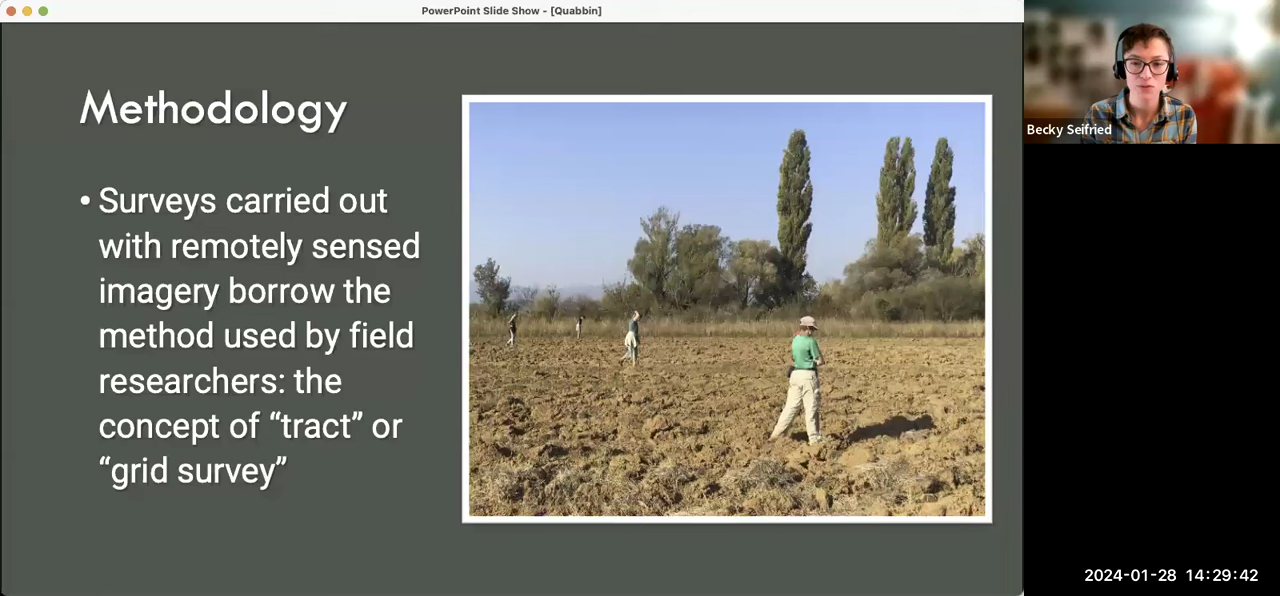 PowerPoint Slide Show - [Quabbin]
Methodology
• Surveys carried out
with remotely sensed
imagery borrow the
method used by field
researchers: the
concept of “tract” or
“grid survey”
Becky Seifried
2024-01-28 14:29:42